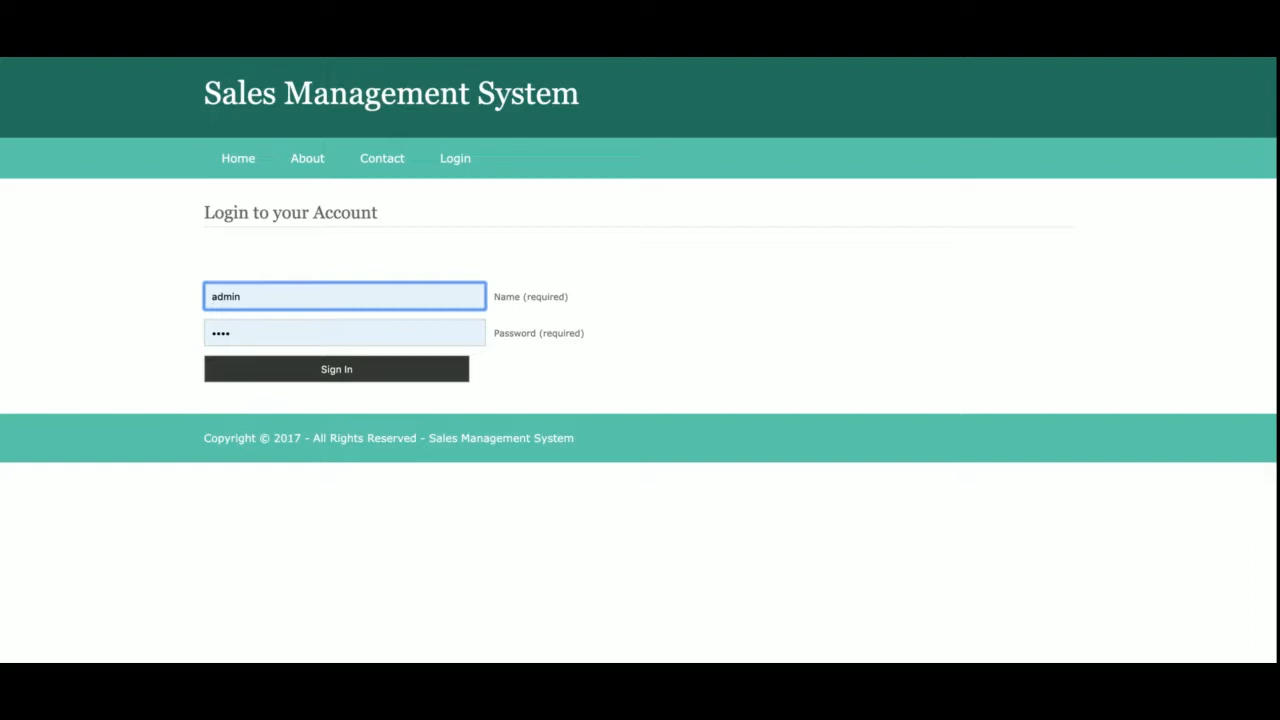 Sales Management System
Home About Contact Login
Login to your Account
admin Name (required)
•••• Password (required)
Sign In
Copyright © 2017 - All Rights Reserved - Sales Management System